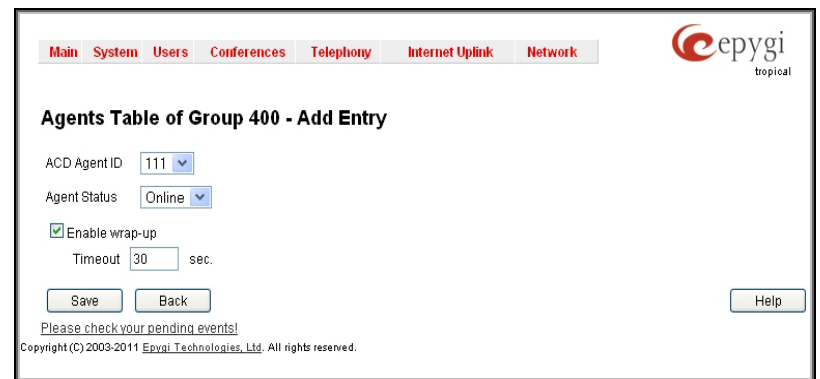 epygi
tropical
Main System Users Conferences Telephony Internet Uplink Network
Agents Table of Group 400 - Add Entry
ACD Agent ID 111
Agent Status Online
Enable wrap-up
Timeout 30 sec.
Save Back Help
Please check your pending events!
Copyright (C) 2003-2011 Epygi Technologies, Ltd. All rights reserved.